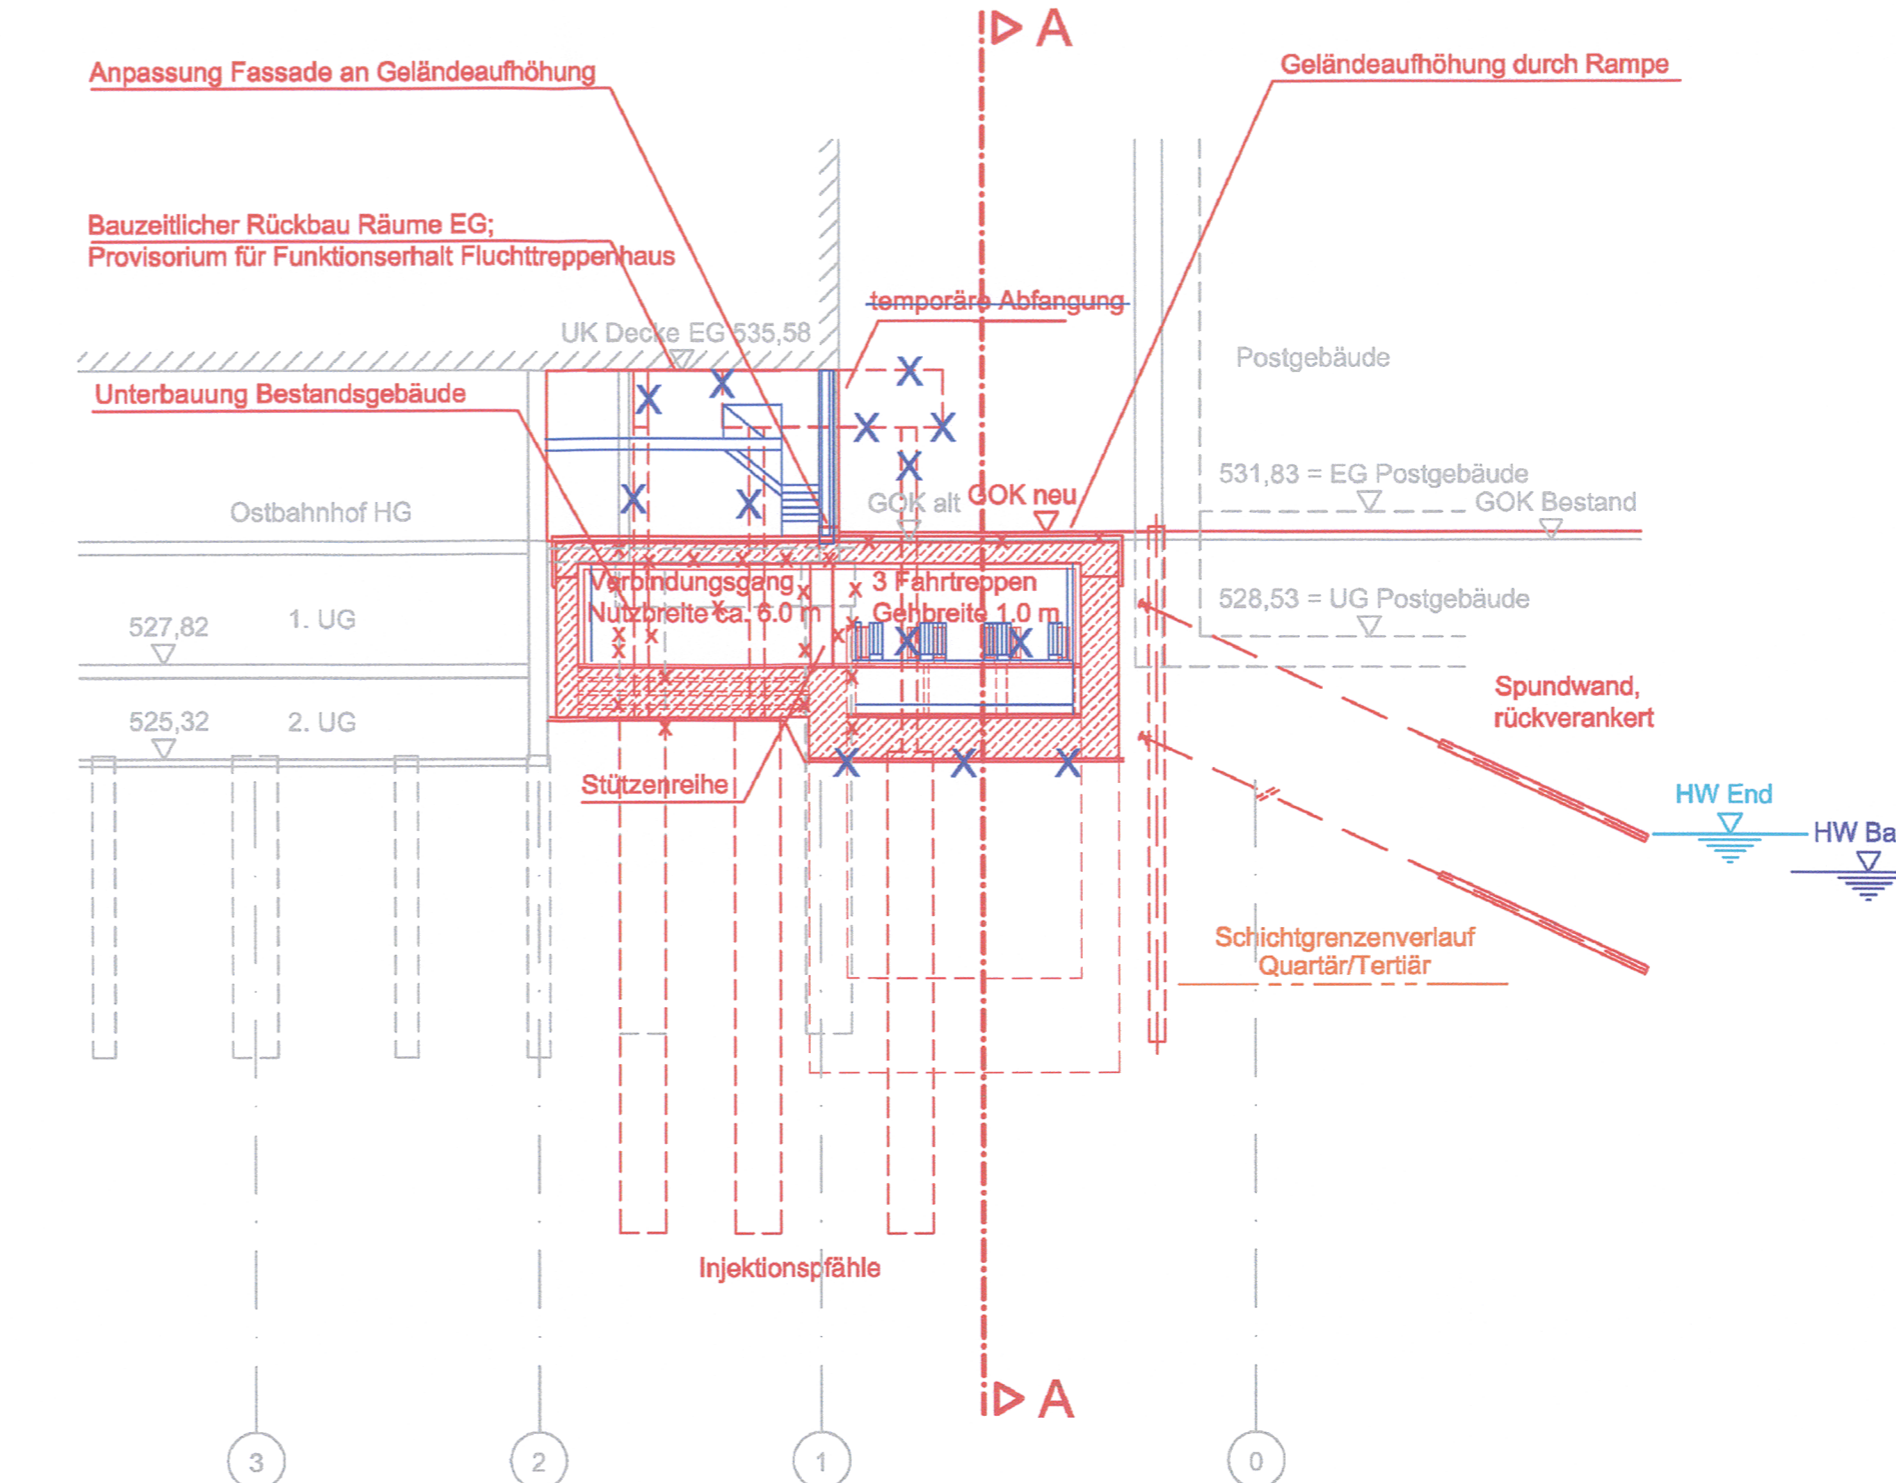 A
Anpassung Fassade an Geländeaufhöhung
Geländeaufhöhung durch Rampe
Bauzeitlicher Rückbau Räume EG;
Provisorium für Funktionserhalt Fluchttreppenhaus
temporäre Abfangung
UK Decke EG 535,58
Postgebäude
Unterbauung Bestandsgebäude
531,83 = EG Postgebäude
GOK alt
GOK neu
GOK Bestand
Ostbahnhof HG
Verbindungsgang
Nutzbreite ca. 6.0 m
3 Fahrtreppen
Gehbreite 1.0 m
528,53 = UG Postgebäude
527,82
1. UG
525,32
2. UG
Spundwand,
rückverankert
Stützenreihe
HW End
HW Ba
Schichtgrenzenverlauf
Quartär/Tertiär
Injektionspfähle
A
3
2
1
0